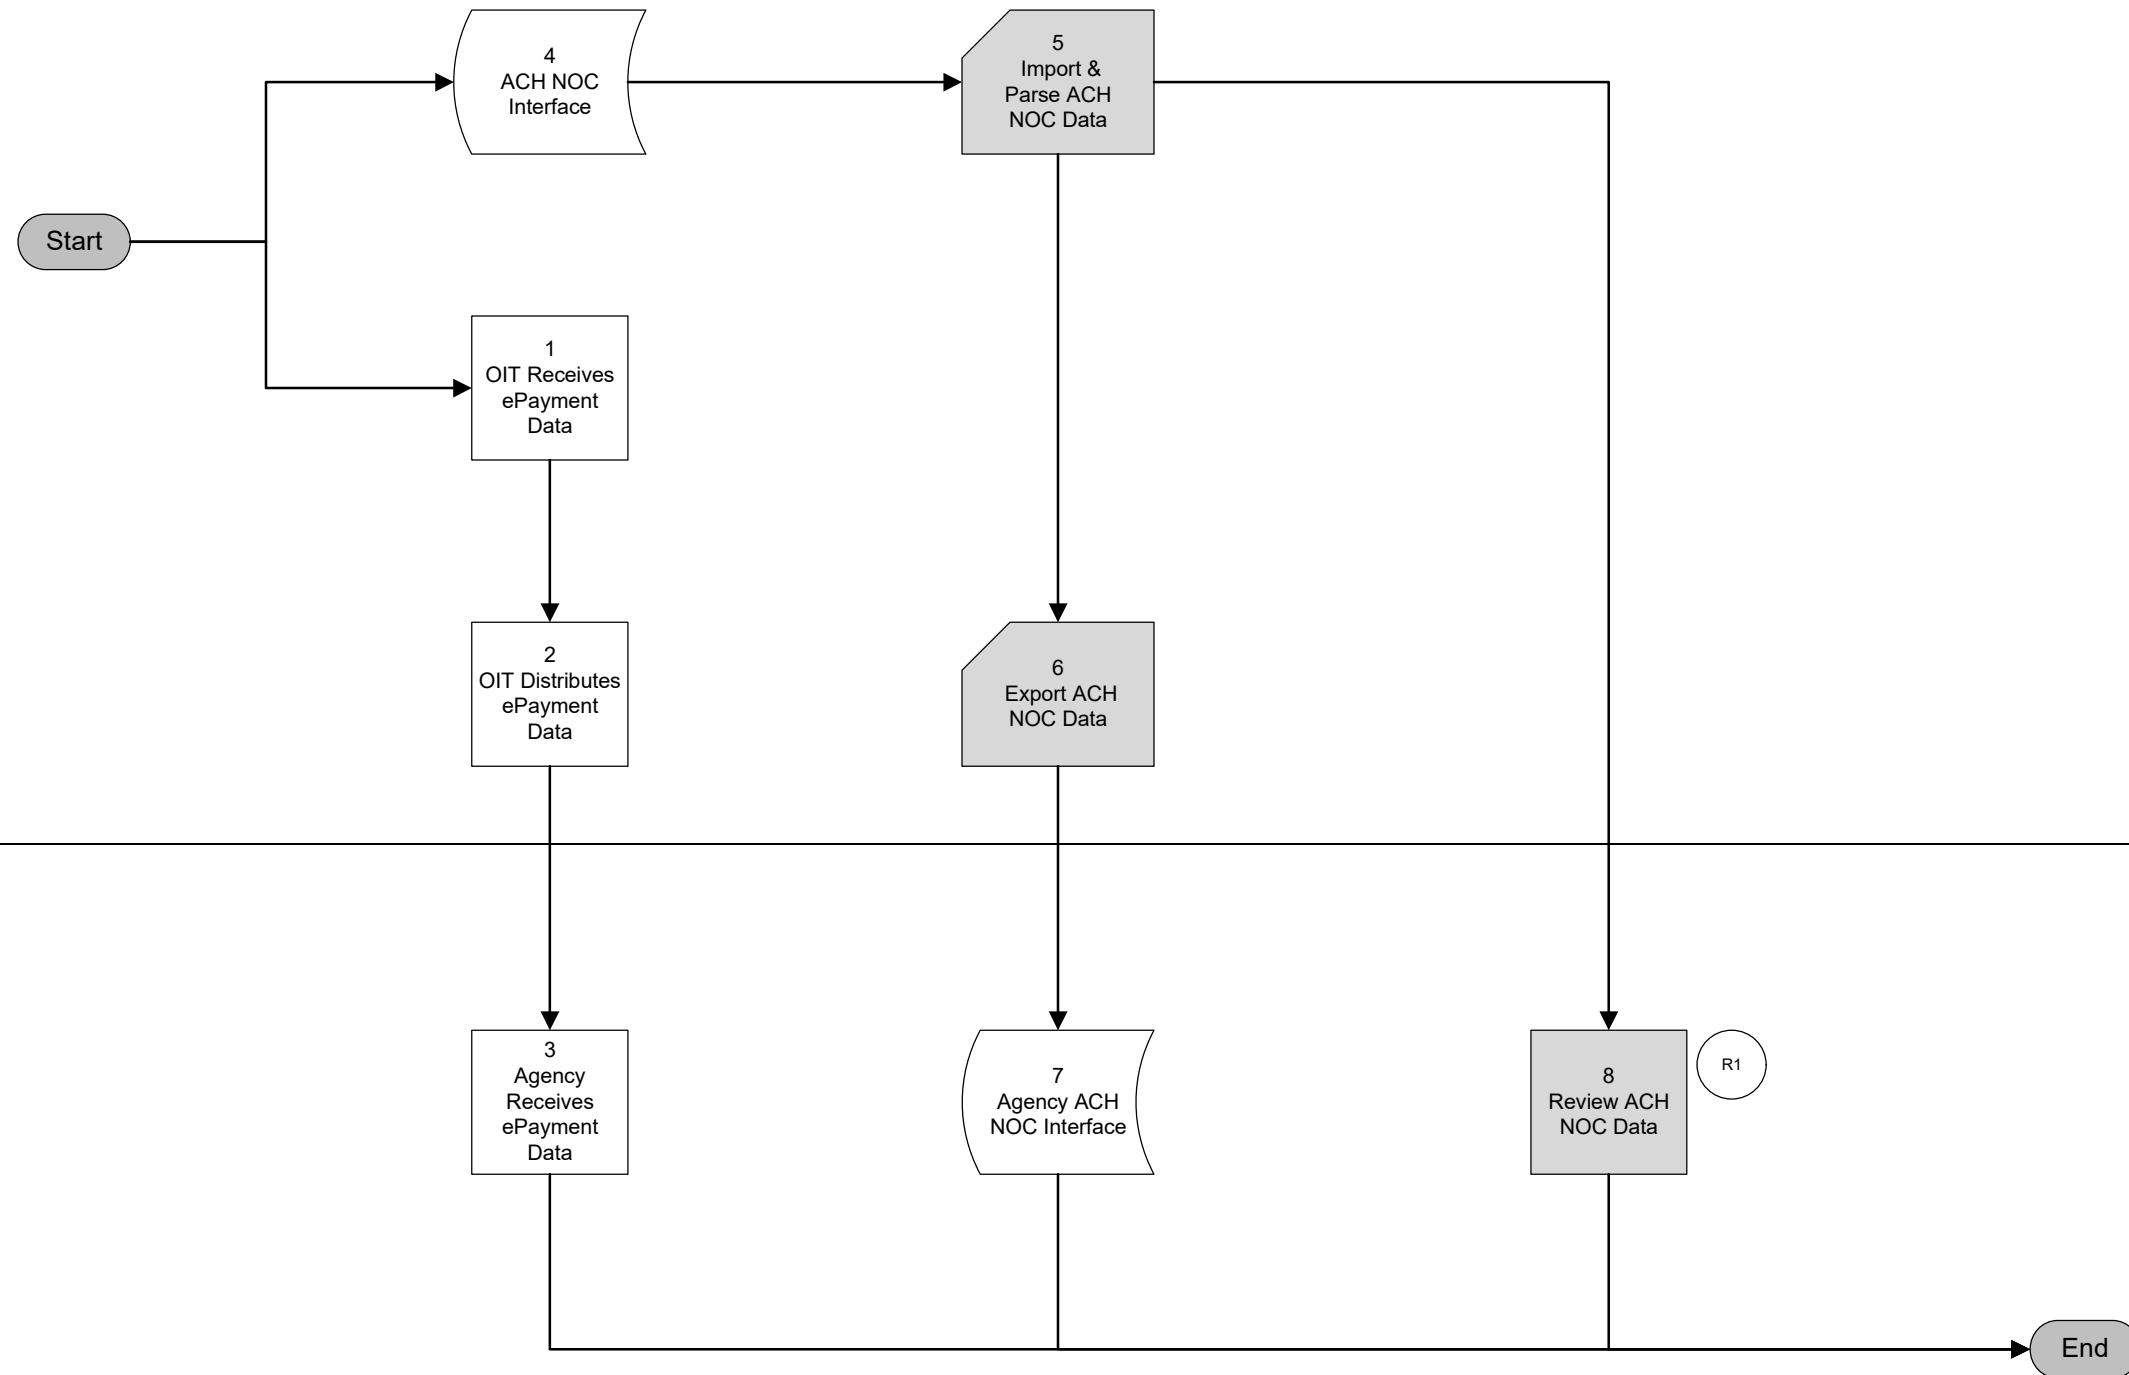 4
ACH NOC
Interface
5
Import &
Parse ACH
NOC Data
Start
1
OIT Receives
ePayment
Data
2
OIT Distributes
ePayment
Data
6
Export ACH
NOC Data
3
Agency
Receives
ePayment
Data
7
Agency ACH
NOC Interface
8
Review ACH
NOC Data
R1
End